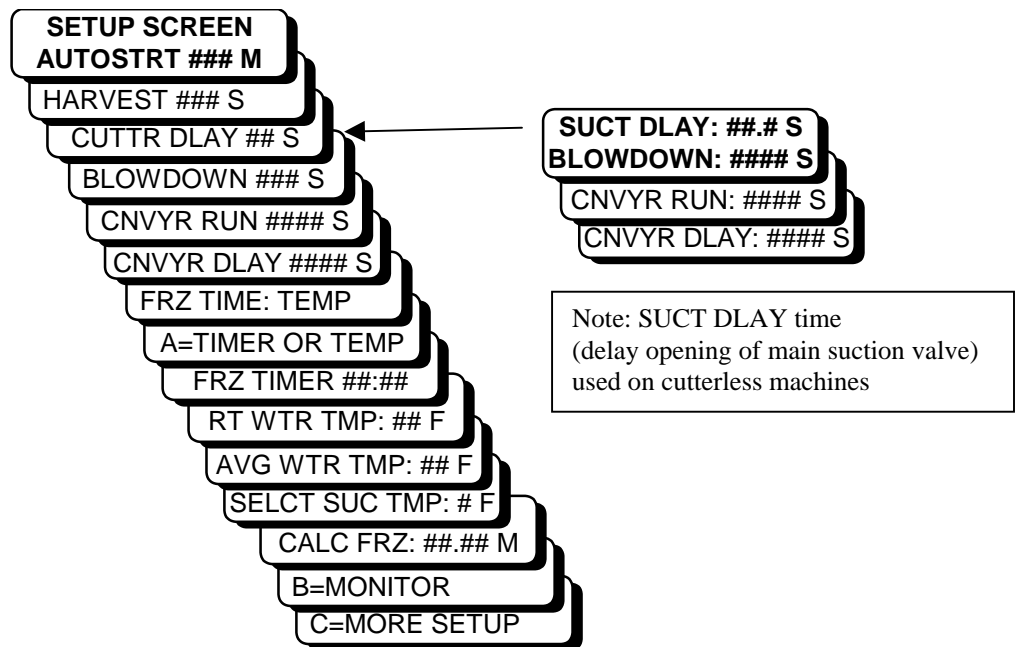 SETUP SCREEN
AUTOSTRT ### M
HARVEST ### S
CUTTR DLAY ## S
BLOWDOWN ### S
CNVYR RUN #### S
CNVYR DLAY #### S
FRZ TIME: TEMP
A=TIMER OR TEMP
FRZ TIMER ##:##
RT WTR TMP: ## F
AVG WTR TMP: ## F
SELCT SUC TMP: # F
CALC FRZ: ##.## M
B=MONITOR
C=MORE SETUP
SUCT DLAY: ##.# S
BLOWDOWN: #### S
CNVYR RUN: #### S
CNVYR DLAY: #### S
Note: SUCT DLAY time
(delay opening of main suction valve)
used on cutterless machines